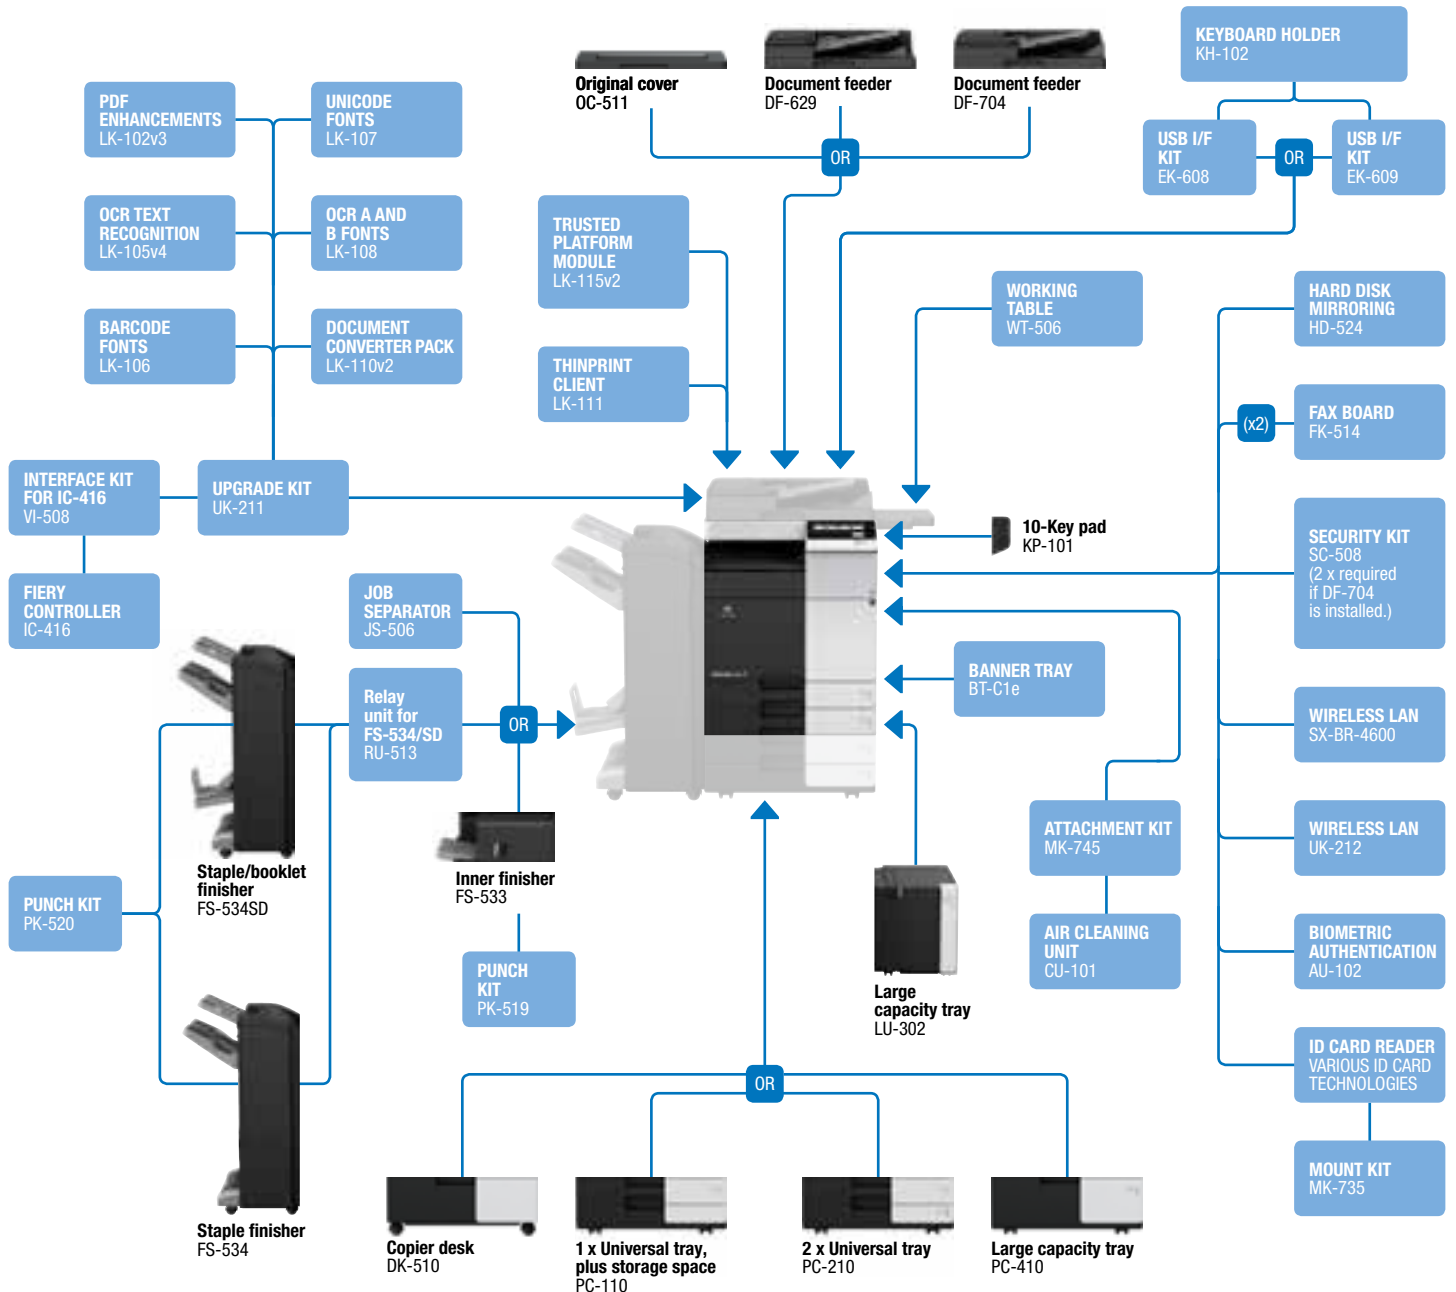 Original cover
OC-511
Document feeder
DF-629
Document feeder
DF-704
KEYBOARD HOLDER
KH-102
PDF
ENHANCEMENTS
LK-102v3
UNICODE
FONTS
LK-107
OR
USB I/F
KIT
EK-608
OR
USB I/F
KIT
EK-609
OCR TEXT
RECOGNITION
LK-105v4
OCR A AND
B FONTS
LK-108
TRUSTED
PLATFORM
MODULE
LK-115v2
WORKING
TABLE
WT-506
HARD DISK
MIRRORING
HD-524
BARCODE
FONTS
LK-106
DOCUMENT
CONVERTER PACK
LK-110v2
THINPRINT
CLIENT
LK-111
(x2)
FAX BOARD
FK-514
INTERFACE KIT
FOR IC-416
VI-508
UPGRADE KIT
UK-211
10-Key pad
KP-101
SECURITY KIT
SC-508
(2 x required
if DF-704
is installed.)
FIERY
CONTROLLER
IC-416
JOB
SEPARATOR
JS-506
Relay
unit for
FS-534/SD
RU-513
OR
BANNER TRAY
BT-C1e
WIRELESS LAN
SX-BR-4600
ATTACHMENT KIT
MK-745
WIRELESS LAN
UK-212
Staple/booklet
finisher
FS-534SD
Inner finisher
FS-533
PUNCH KIT
PK-520
AIR CLEANING
UNIT
CU-101
BIOMETRIC
AUTHENTICATION
AU-102
PUNCH
KIT
PK-519
Large
capacity tray
LU-302
ID CARD READER
VARIOUS ID CARD
TECHNOLOGIES
OR
MOUNT KIT
MK-735
Staple finisher
FS-534
Copier desk
DK-510
1 x Universal tray,
plus storage space
PC-110
2 x Universal tray
PC-210
Large capacity tray
PC-410